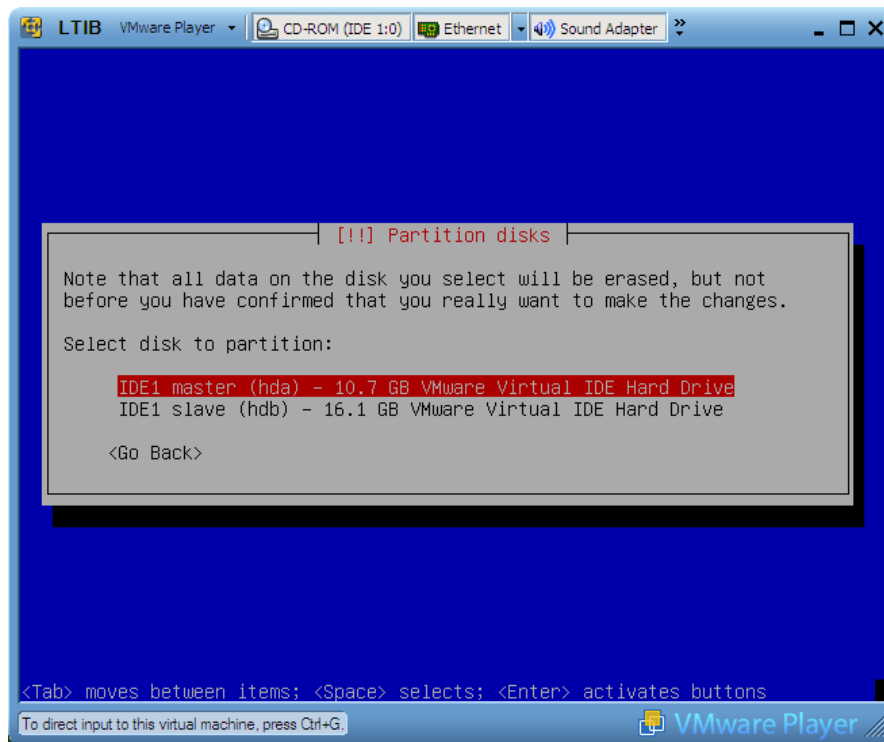 LTIB VMware Player CD-ROM (IDE 1:0) Ethernet Sound Adapter
[!!] Partition disks
Note that all data on the disk you select will be erased, but not
before you have confirmed that you really want to make the changes.
Select disk to partition:
IDE1 master (hda) - 10.7 GB VMware Virtual IDE Hard Drive
IDE1 slave (hdb) - 16.1 GB VMware Virtual IDE Hard Drive
<Go Back>
<Tab> moves between items; <Space> selects; <Enter> activates buttons
To direct input to this virtual machine, press Ctrl+G. VMware Player